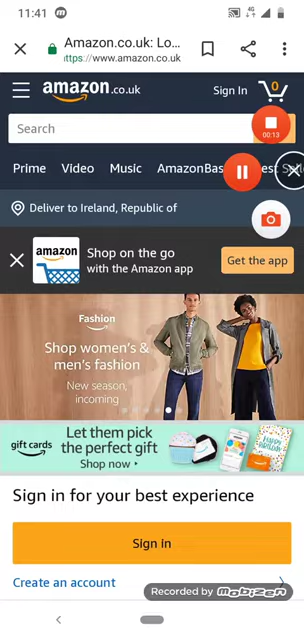 11:41
Amazon.co.uk: Lo...
https://www.amazon.co.uk
amazon.co.uk
Sign In
0
Search
00:13
Prime Video Music AmazonBas
Deliver to Ireland, Republic of
amazon
Shop on the go
with the Amazon app
Get the app
Fashion
Shop women's &
men's fashion
New season,
incoming
gift cards
Let them pick
the perfect gift
Shop now
Sign in for your best experience
Sign in
Create an account
Recorded by mobizen